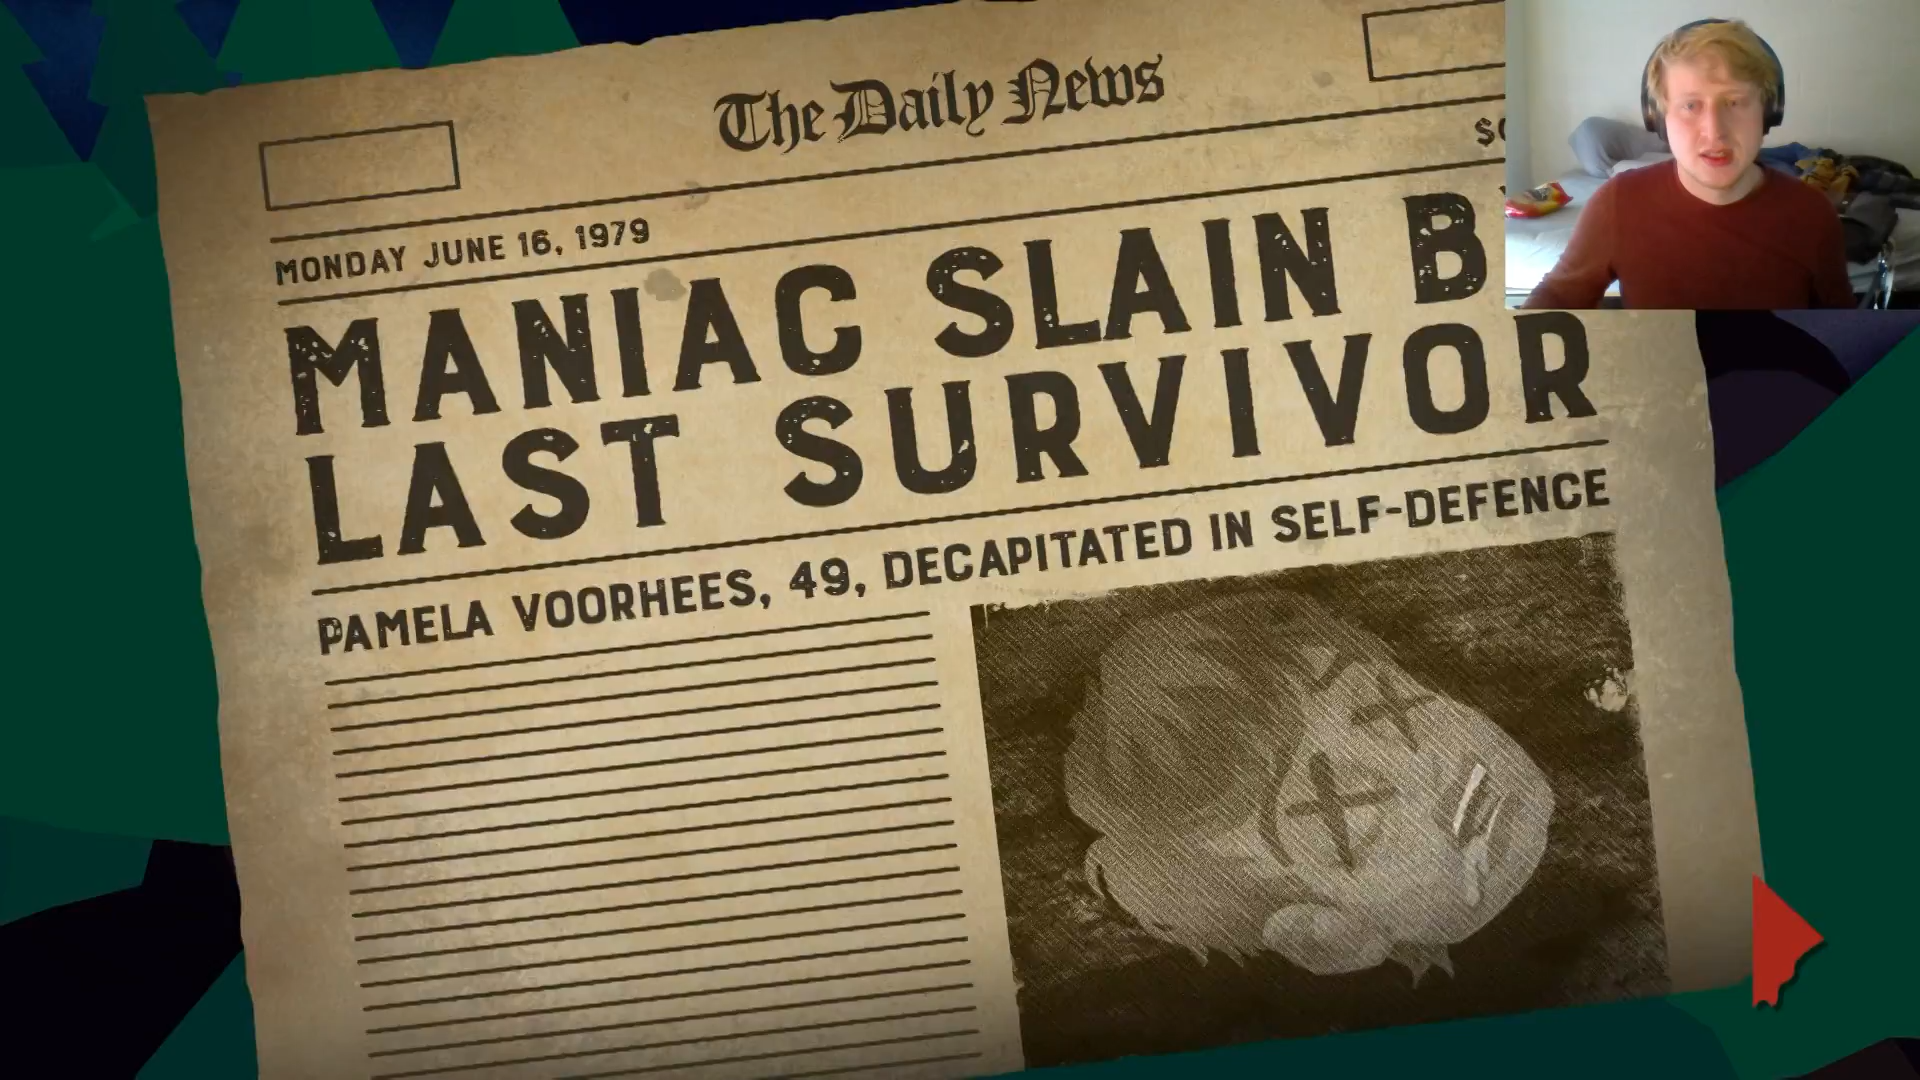 The Daily News
MONDAY JUNE 16, 1979
MANIAC SLAIN B
LAST SURVIVOR
PAMELA VOORHEES, 49, DECAPITATED IN SELF-DEFENCE